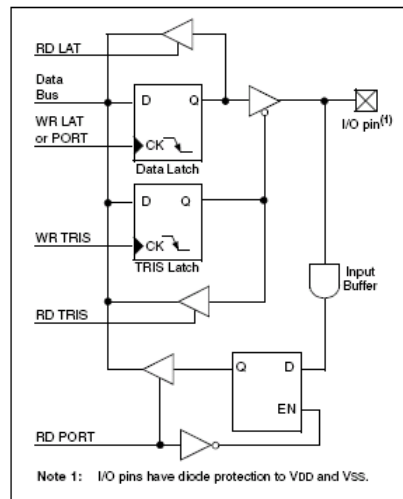 RD LAT
Data
Bus
D Q
I/O pin(1)
WR LAT
or PORT
CK
Data Latch
D Q
WR TRIS
CK
TRIS Latch
Input
Buffer
RD TRIS
Q D
EN
RD PORT
Note 1: I/O pins have diode protection to VDD and VSS.